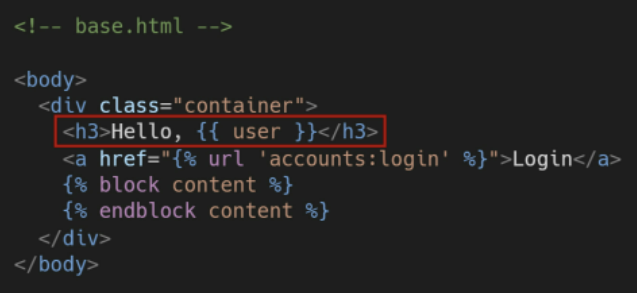 <!-- base.html -->
<body>
<div class="container">
<h3>Hello, {{ user }}</h3>
<a href="{% url 'accounts:login' %}">Login</a>
{% block content %}
{% endblock content %}
</div>
</body>